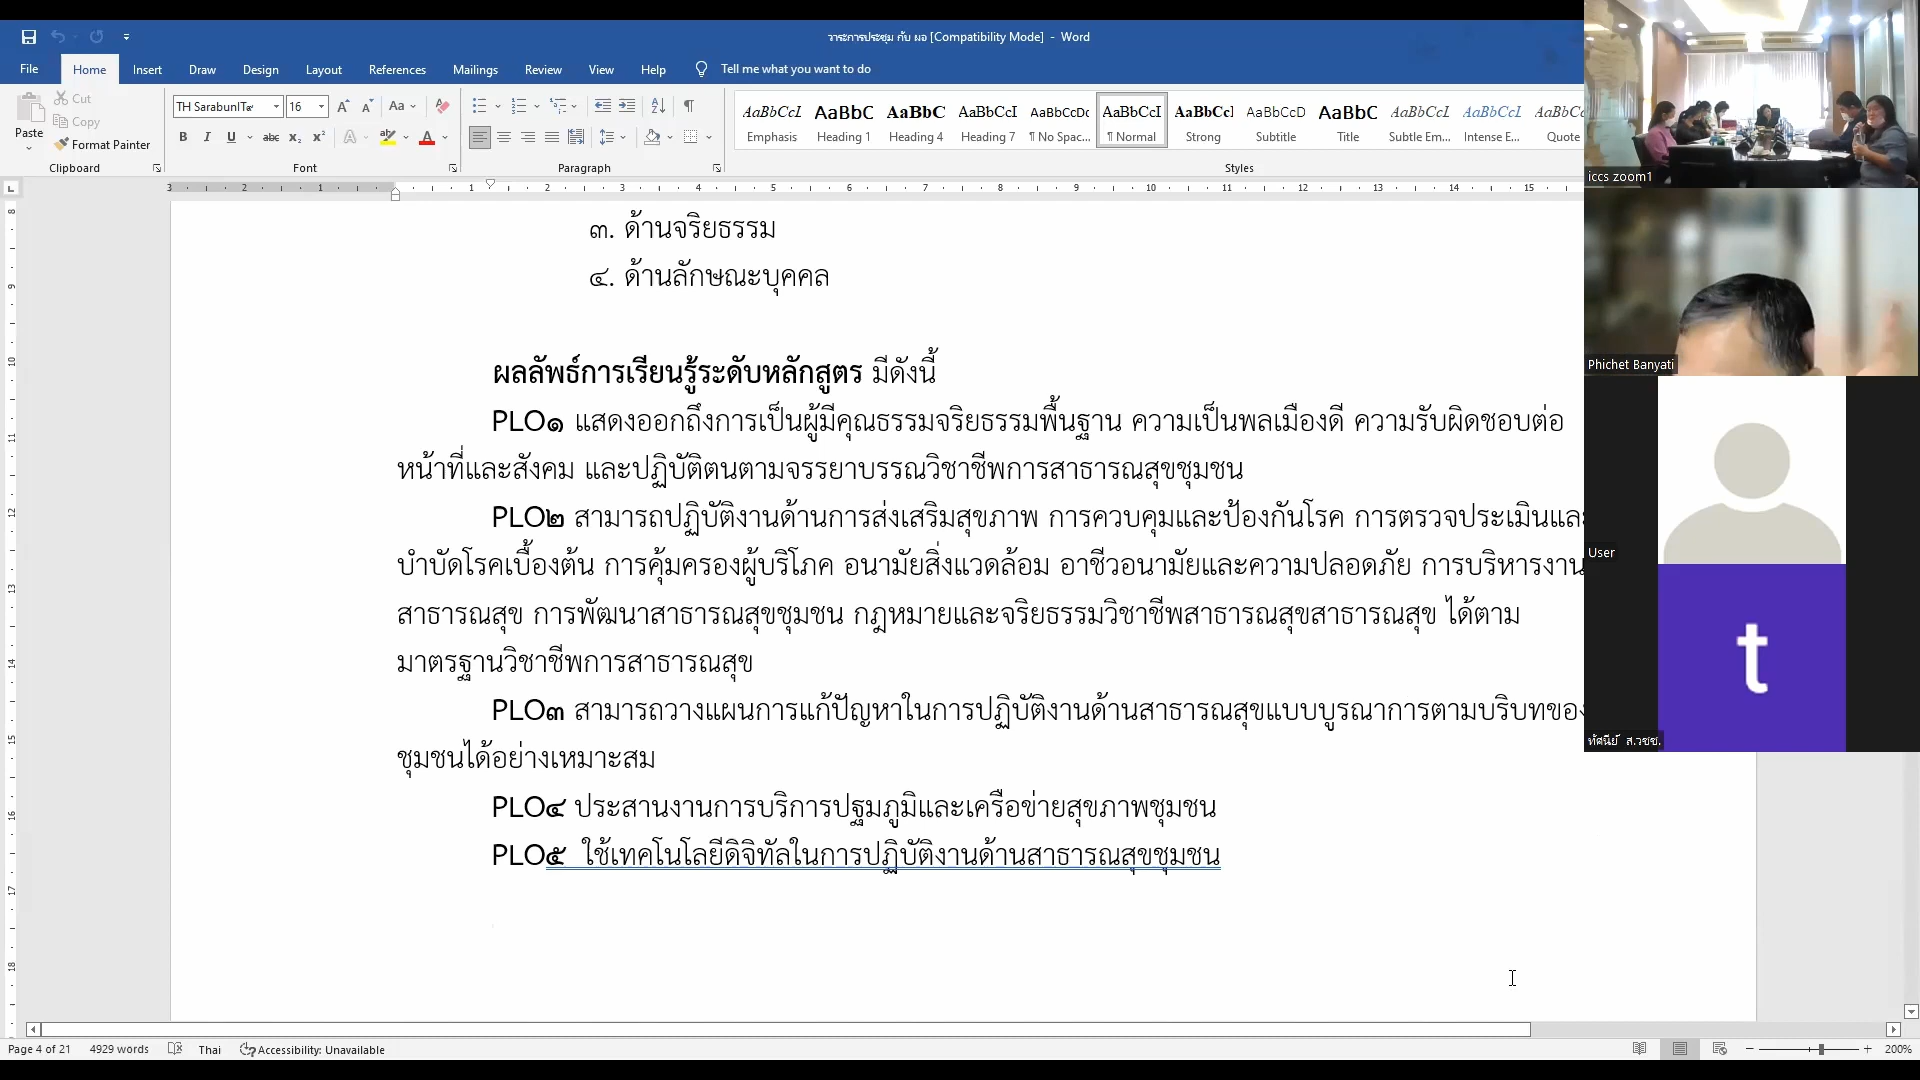 วาระการประชุม กับ ผอ [Compatibility Mode] - Word
File Home Insert Draw Design Layout References Mailings Review View Help Tell me what you want to do
Paste
Cut
Copy
Format Painter
TH SarabunIT๙ 16
Aa
AaBbCcI AaBbC AaBbC AaBbCcI AaBbCcDc AaBbCcI AaBbCcI AaBbCcD AaBbC AaBbCcI AaBbCcI
Emphasis Heading 1 Heading 4 Heading 7 ¶ No Spac... ¶ Normal Strong Subtitle Title Subtle Em... Intense E... Quote
Clipboard Font Paragraph Styles
3 2 1 1 2 3 4 5 6 7 8 9 10 11 12 13 14 15
๓. ด้านจริยธรรม
๔. ด้านลักษณะบุคคล
ผลลัพธ์การเรียนรู้ระดับหลักสูตร มีดังนี้
PLO๑ แสดงออกถึงการเป็นผู้มีคุณธรรมจริยธรรมพื้นฐาน ความเป็นพลเมืองดี ความรับผิดชอบต่อ
หน้าที่และสังคม และปฏิบัติตนตามจรรยาบรรณวิชาชีพการสาธารณสุขชุมชน
PLO๒ สามารถปฏิบัติงานด้านการส่งเสริมสุขภาพ การควบคุมและป้องกันโรค การตรวจประเมินและ
บำบัดโรคเบื้องต้น การคุ้มครองผู้บริโภค อนามัยสิ่งแวดล้อม อาชีวอนามัยและความปลอดภัย การบริหารงาน
สาธารณสุข การพัฒนาสาธารณสุขชุมชน กฎหมายและจริยธรรมวิชาชีพสาธารณสุขสาธารณสุข ได้ตาม
มาตรฐานวิชาชีพการสาธารณสุข
PLO๓ สามารถวางแผนการแก้ปัญหาในการปฏิบัติงานด้านสาธารณสุขแบบบูรณาการตามบริบทของ
ชุมชนได้อย่างเหมาะสม
PLO๔ ประสานงานการบริการปฐมภูมิและเครือข่ายสุขภาพชุมชน
PLO๕ ใช้เทคโนโลยีดิจิทัลในการปฏิบัติงานด้านสาธารณสุขชุมชน
iccs zoom1
Phichet Banyati
User
t
ทัศนีย์ ส.วชช.
Page 4 of 21 4929 words Thai Accessibility: Unavailable 200%